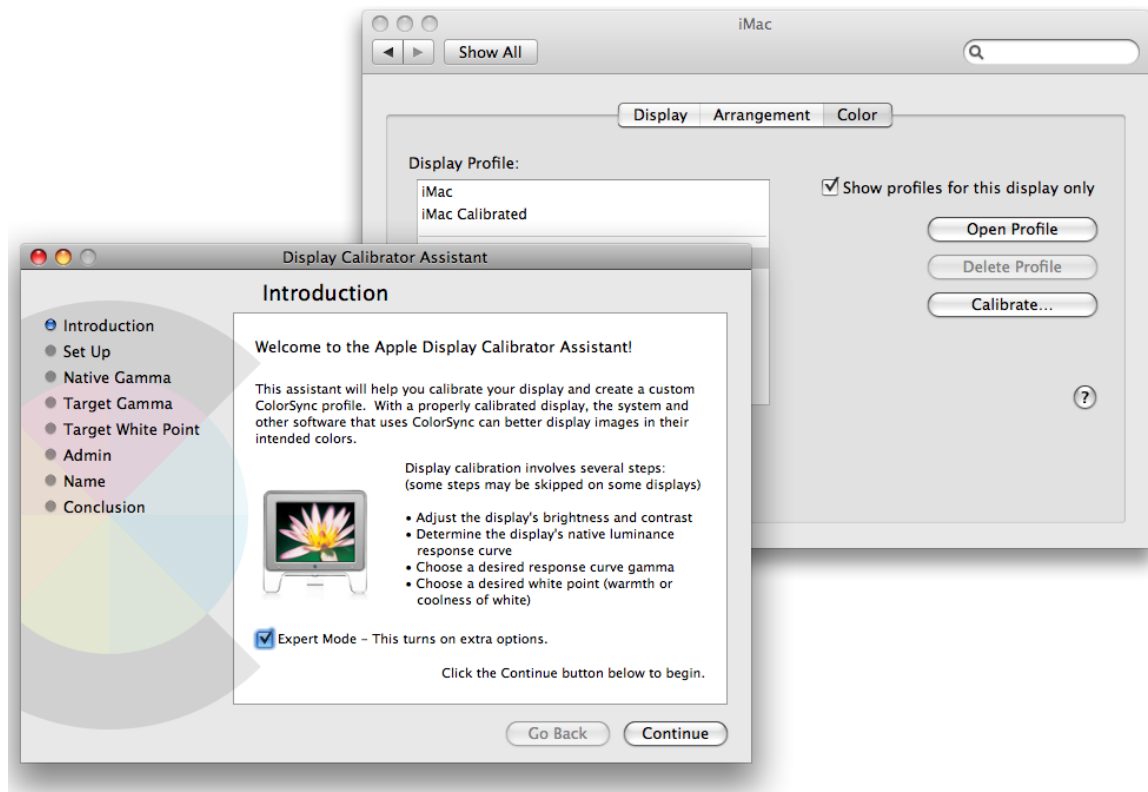 iMac
Show All
Display Arrangement Color
Display Profile:
iMac
iMac Calibrated
Show profiles for this display only
Open Profile
Delete Profile
Calibrate...
?
Display Calibrator Assistant
Introduction
Introduction
Set Up
Native Gamma
Target Gamma
Target White Point
Admin
Name
Conclusion
Welcome to the Apple Display Calibrator Assistant!
This assistant will help you calibrate your display and create a custom
ColorSync profile. With a properly calibrated display, the system and
other software that uses ColorSync can better display images in their
intended colors.
Display calibration involves several steps:
(some steps may be skipped on some displays)
• Adjust the display's brightness and contrast
• Determine the display's native luminance
response curve
• Choose a desired response curve gamma
• Choose a desired white point (warmth or
coolness of white)
Expert Mode – This turns on extra options.
Click the Continue button below to begin.
Go Back Continue